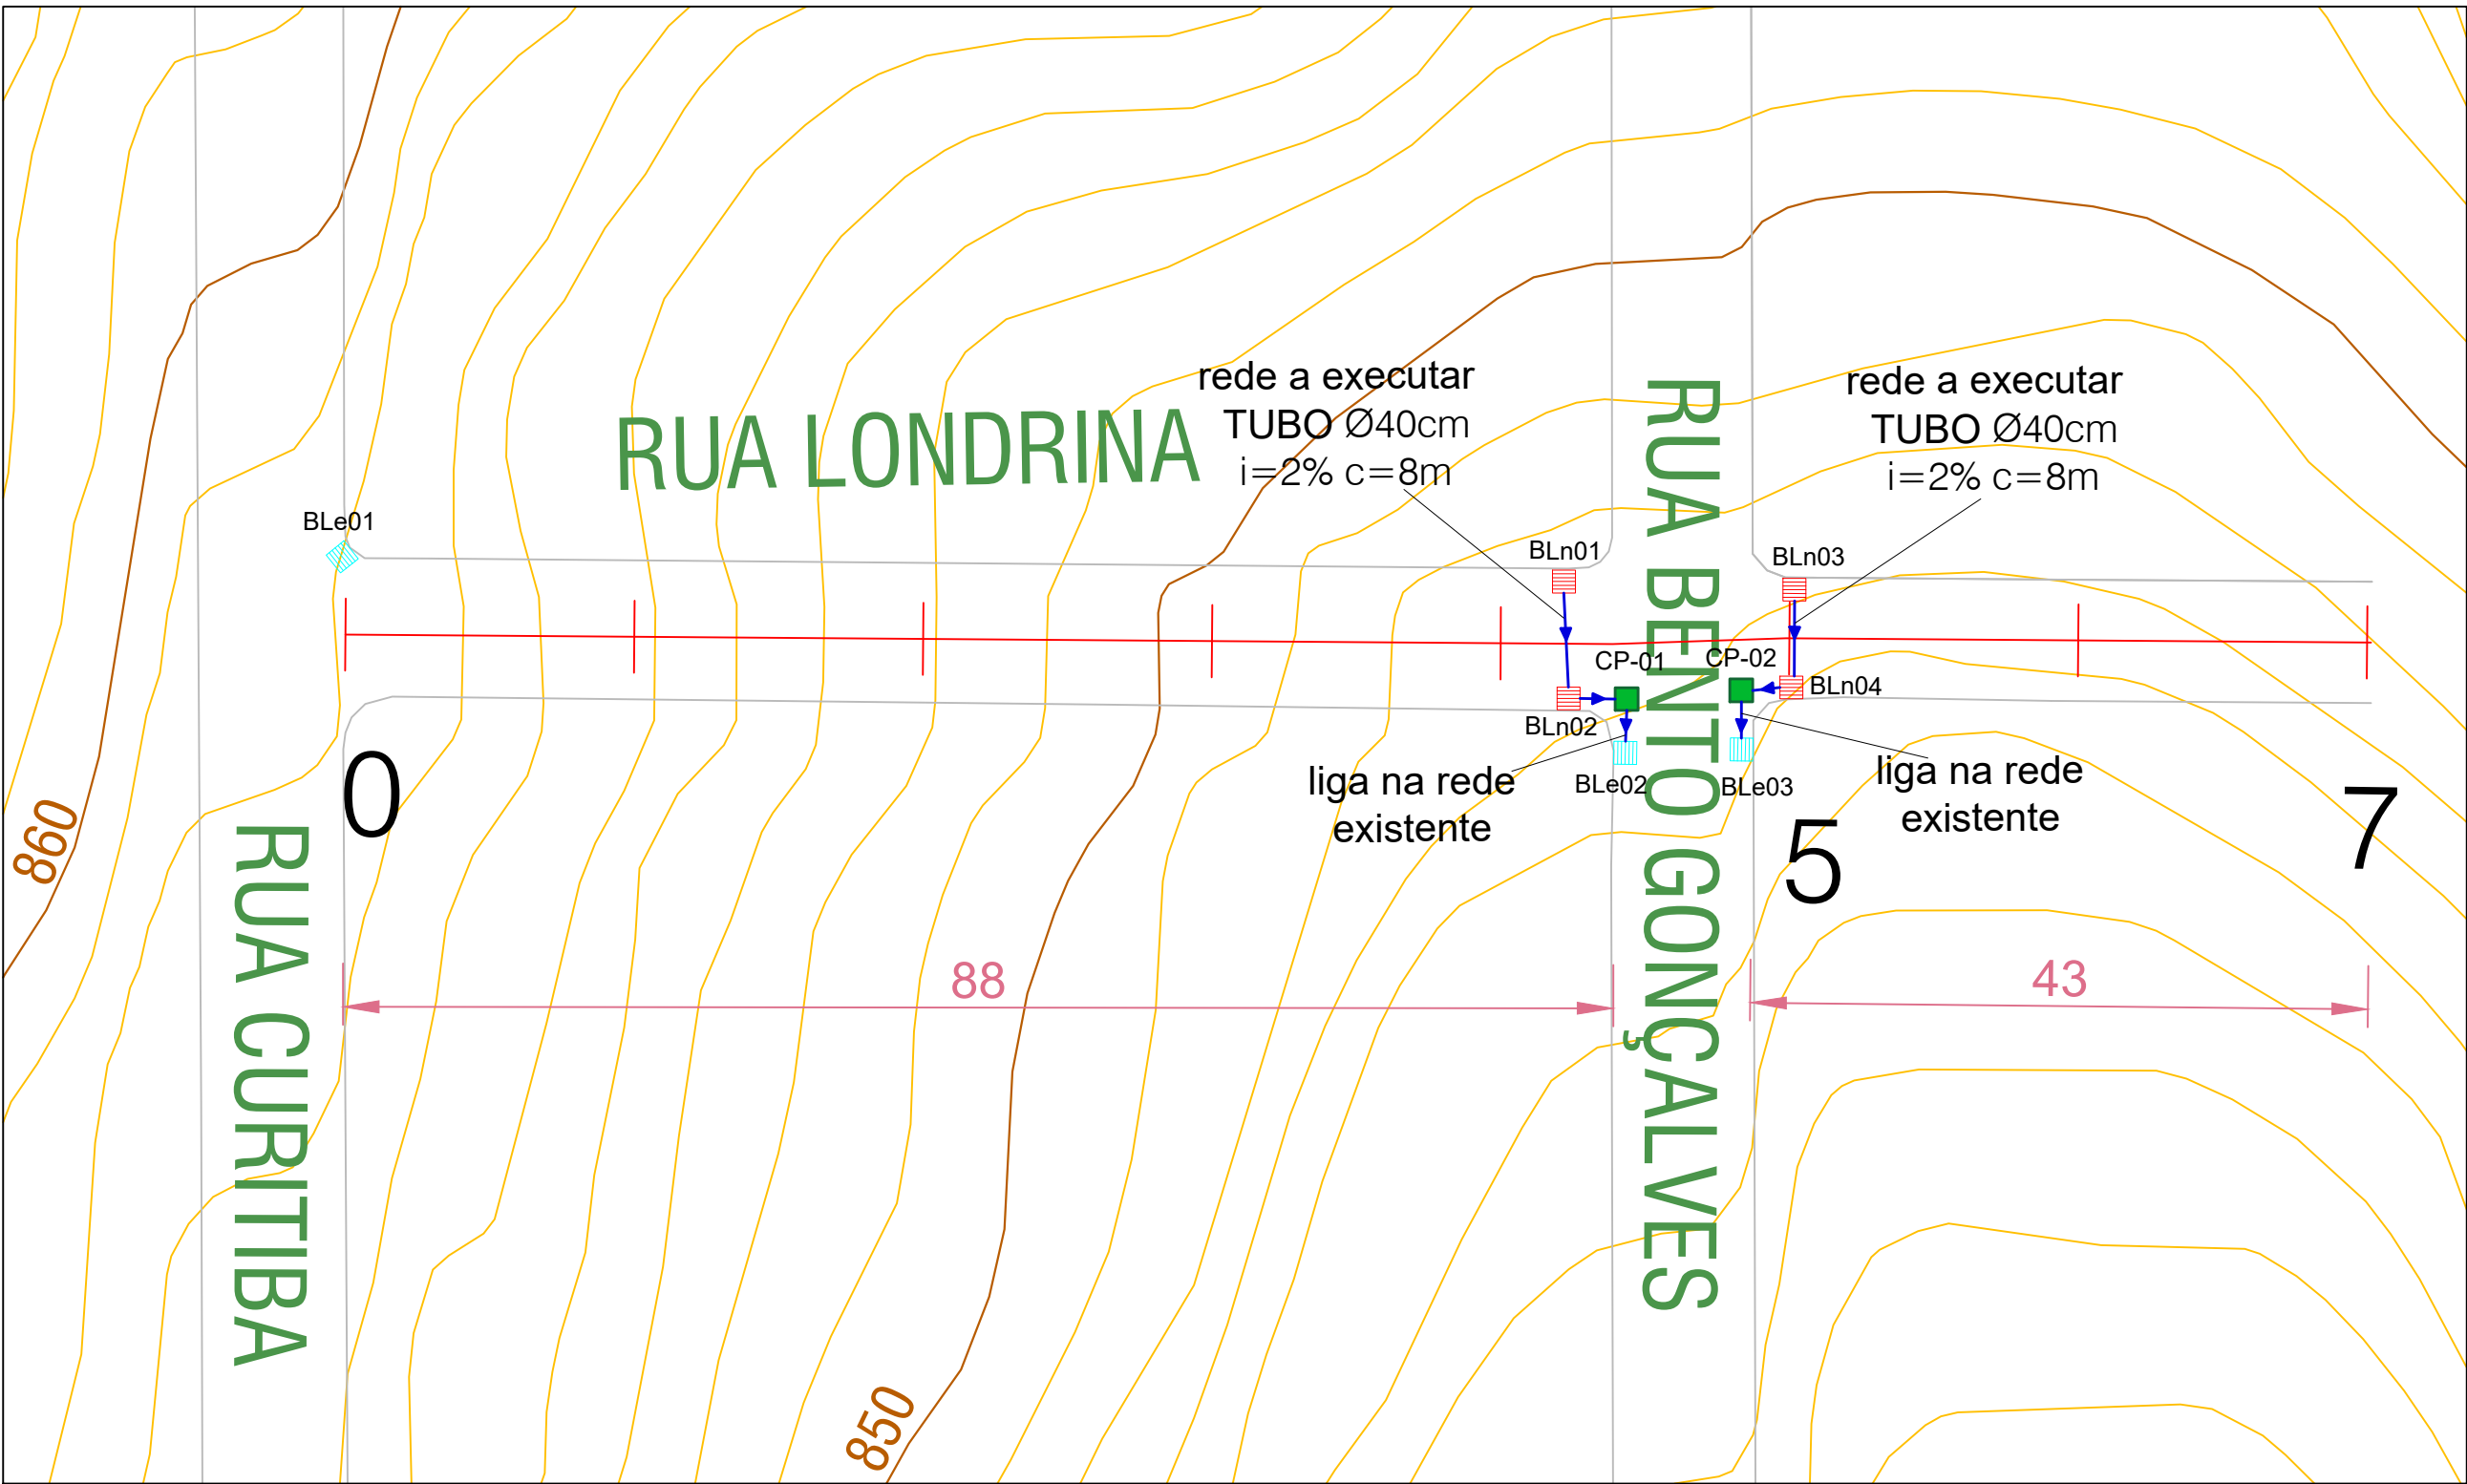 rede a executar
TUBO Ø40cm
i=2% c=8m
rede a executar
TUBO Ø40cm
i=2% c=8m
RUA LONDRINA
BLe01
BLn01
BLn03
CP-01
CP-02
BLn04
BLn02
liga na rede
existente
BLe02
BLe03
liga na rede
existente
0
5
7
860
RUA CURITIBA
RUA BENTO GONÇALVES
88
43
850